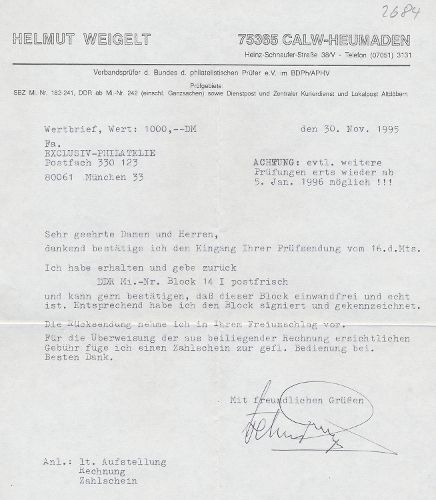 2684
HELMUT WEIGELT 75365 CALW-HEUMADEN
Heinz-Schnaufer-Straße 38/V - Telefon (07051) 3131
Verbandsprüfer d. Bundes d. philatelistischen Prüfer e.V. im BDPh/APHV
Prüfgebiete:
SBZ Mi. Nr. 182-241, DDR ab Mi.-Nr. 242 (einschl. Ganzsachen) sowie Dienstpost und Zentraler Kurierdienst und Lokalpost Altdöbern
Wertbrief, Wert: 1000,--DM den 30. Nov. 1995
Fa.
EXCLUSIV-PHILATELIE
Postfach 330 123
80061 München 33
ACHTUNG: evtl. weitere
Prüfungen erts wieder ab
5. Jan. 1996 möglich !!!
Sehr geehrte Damen und Herren,
dankend bestätige ich den Eingang Ihrer Prüfsendung vom 16.d.Mts.
Ich habe erhalten und gebe zurück
DDR Mi.-Nr. Block 14 I postfrisch
und kann gern bestätigen, daß dieser Block einwandfrei und echt
ist. Entsprechend habe ich den Block signiert und gekennzeichnet.
Die Rücksendung nehme ich in Ihren Freiumschlag vor.
Für die Überweisung der aus beiliegender Rechnung ersichtlichen
Gebühr füge ich einen Zahlschein zur gefl. Bedienung bei.
Besten Dank.
Mit freundlichen Grüßen
Anl.: lt. Aufstellung
Rechnung
Zahlschein